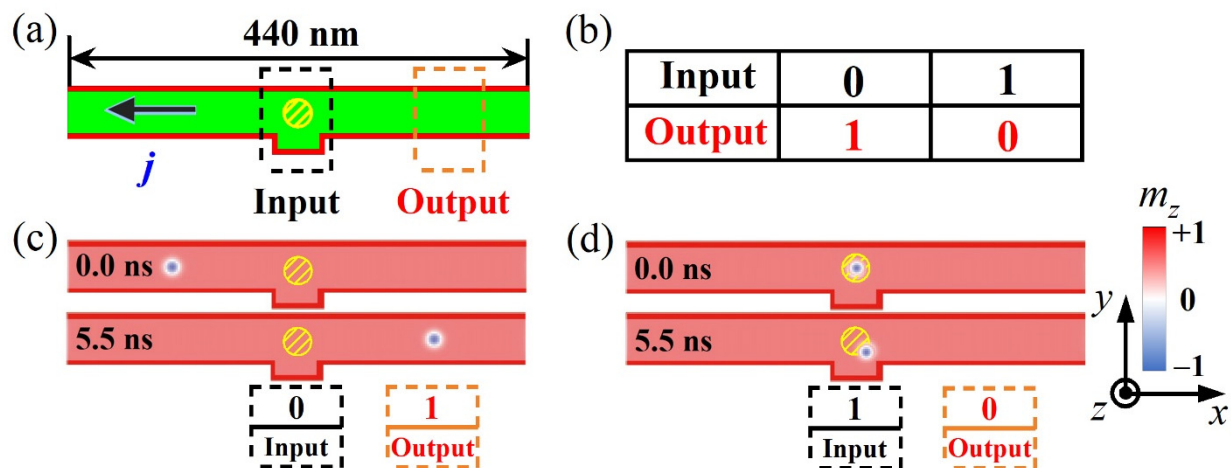 (a)
440 nm
j
Input
Output
(b)
Input 0 1
Output 1 0
(c)
0.0 ns
5.5 ns
0 1
Input Output
(d)
0.0 ns
5.5 ns
1 0
Input Output
m_z
+1
0
−1
y
z
x